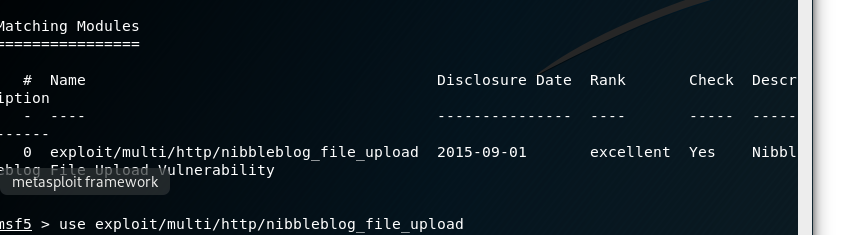 Matching Modules
================
# Name Disclosure Date Rank Check Descr
iption
- ---- --------------- ---- ----- -----
------
0 exploit/multi/http/nibbleblog_file_upload 2015-09-01 excellent Yes Nibbl
eblog File Upload Vulnerability
metasploit framework
msf5 > use exploit/multi/http/nibbleblog_file_upload